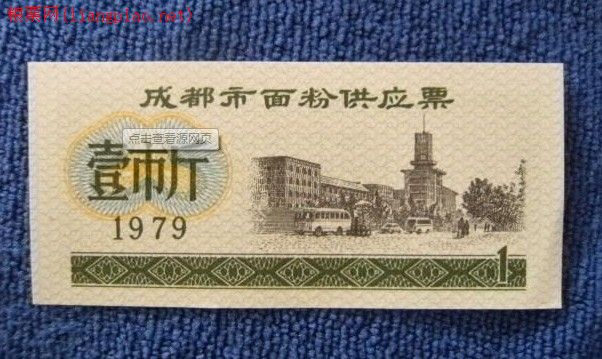 粮票网(liangpiao.net)
成都市面粉供应票
点击查看源网页
壹市斤
1979
1